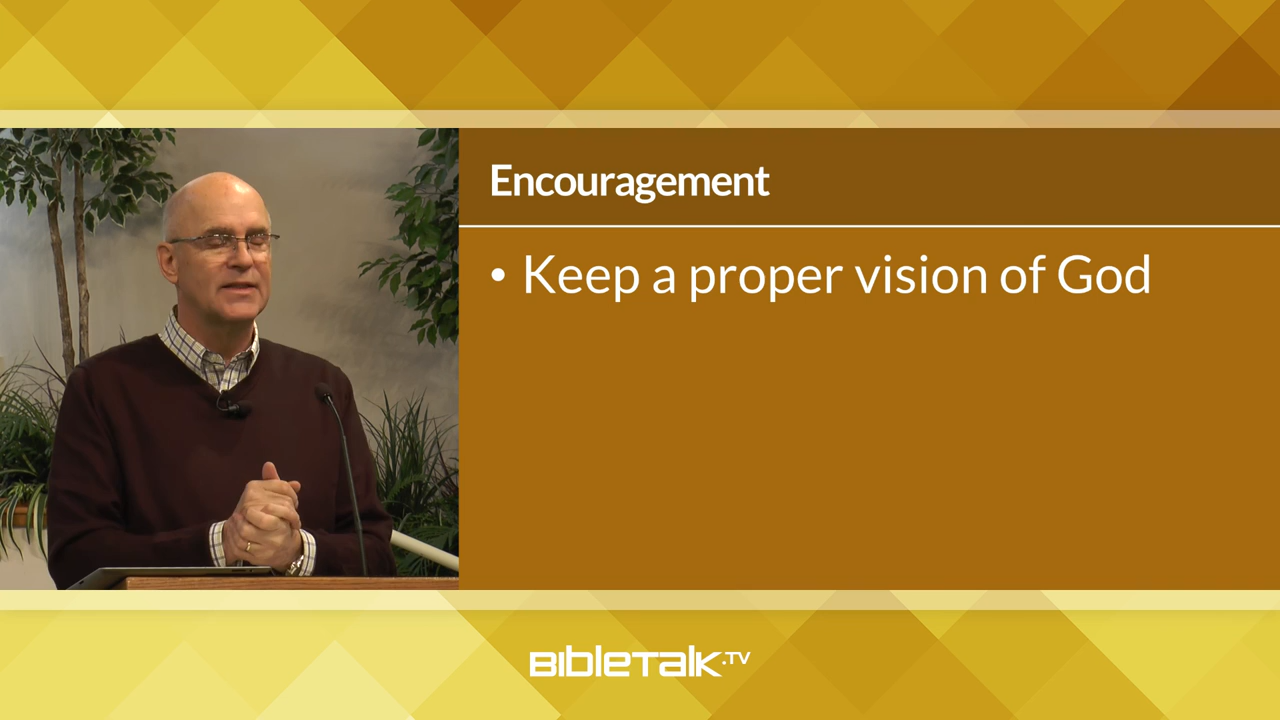 Encouragement
• Keep a proper vision of God
BIBLETALK.TV